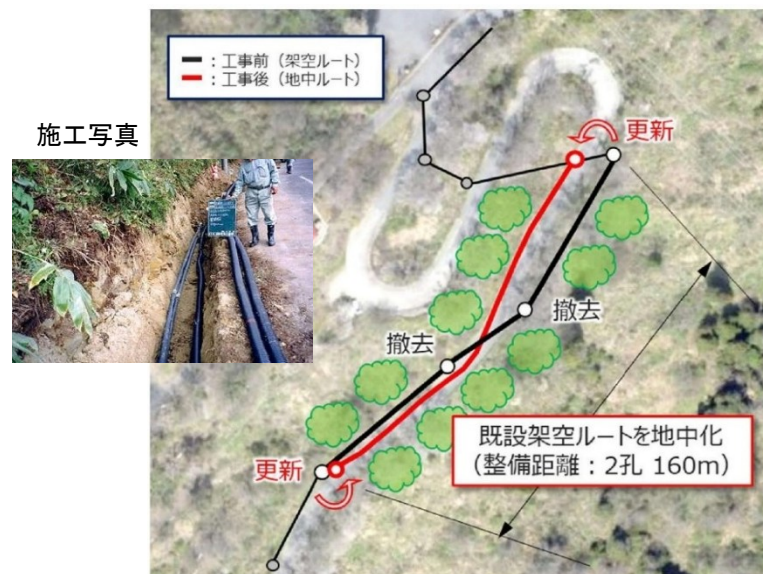 ━：工事前（架空ルート）
━：工事後（地中ルート）
施工写真
更新
撤去
撤去
更新
既設架空ルートを地中化
（整備距離：2孔 160m）